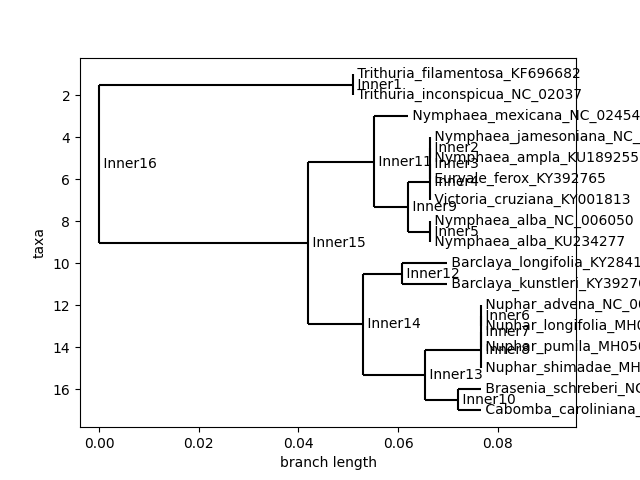 Trithuria_filamentosa_KF696682
Inner1
Trithuria_inconspicua_NC_02037
Nymphaea_mexicana_NC_02454
Nymphaea_jamesoniana_NC_
Inner2
Nymphaea_ampla_KU189255
Inner3
Inner11
Inner16
Euryale_ferox_KY392765
Inner4
Victoria_cruziana_KY001813
Inner9
Nymphaea_alba_NC_006050
Inner5
Nymphaea_alba_KU234277
Inner15
Barclaya_longifolia_KY2841
Inner12
Barclaya_kunstleri_KY39276
Nuphar_advena_NC_00
Inner6
Nuphar_longifolia_MH0
Inner7
Inner14
Nuphar_pumila_MH050
Inner8
Nuphar_shimadae_MH
Inner13
Brasenia_schreberi_NC
Inner10
Cabomba_caroliniana_
2
4
6
8
10
12
14
16
taxa
0.00 0.02 0.04 0.06 0.08
branch length